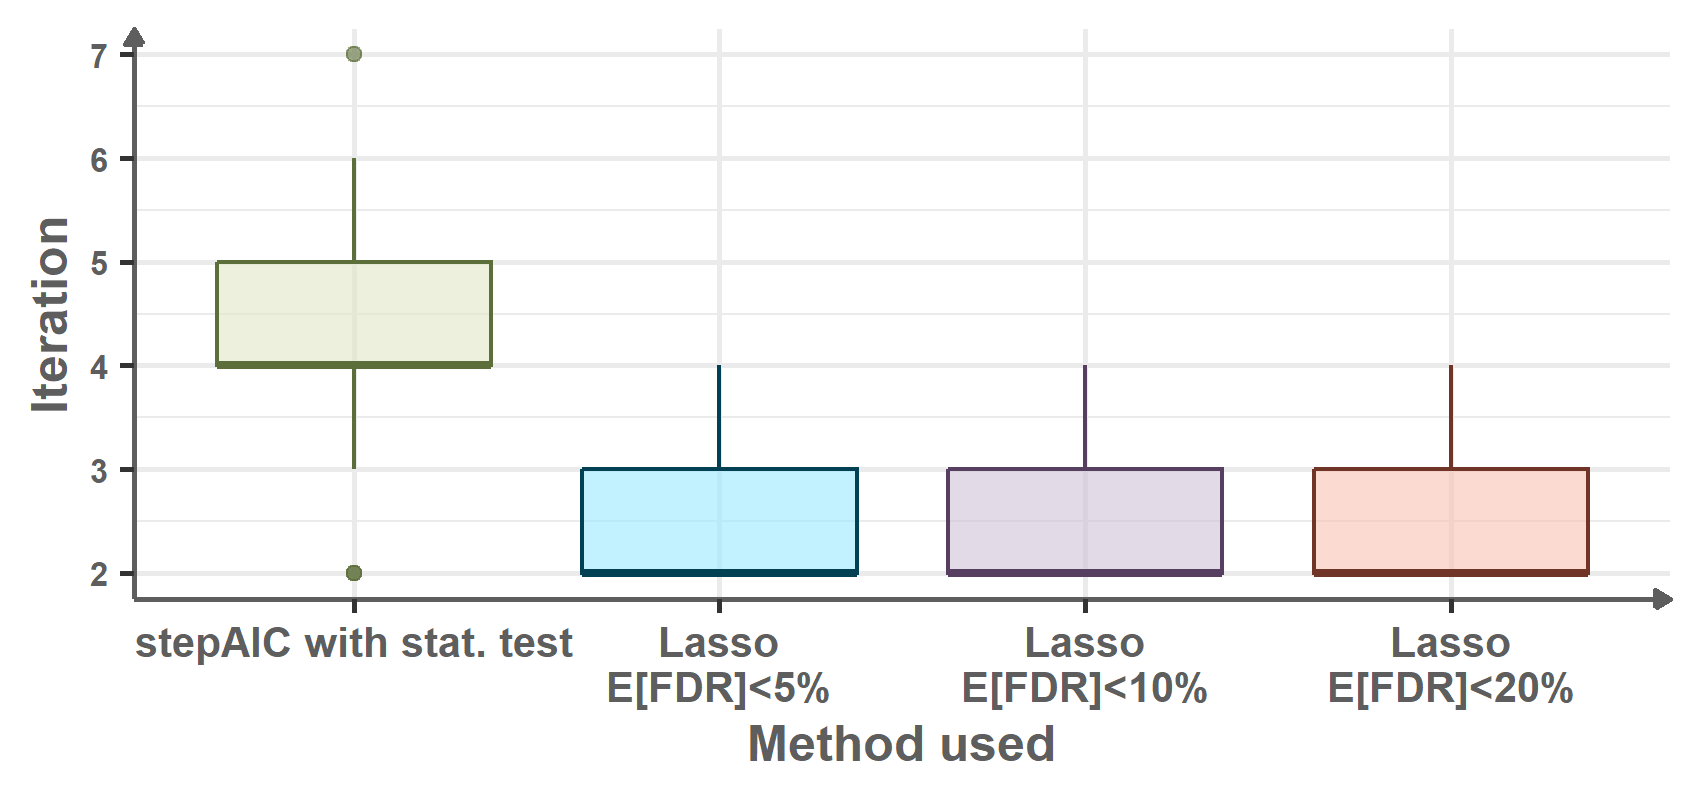 7
6
5
4
3
2
Iteration
stepAIC with stat. test
Lasso
E[FDR]<5%
Lasso
E[FDR]<10%
Lasso
E[FDR]<20%
Method used